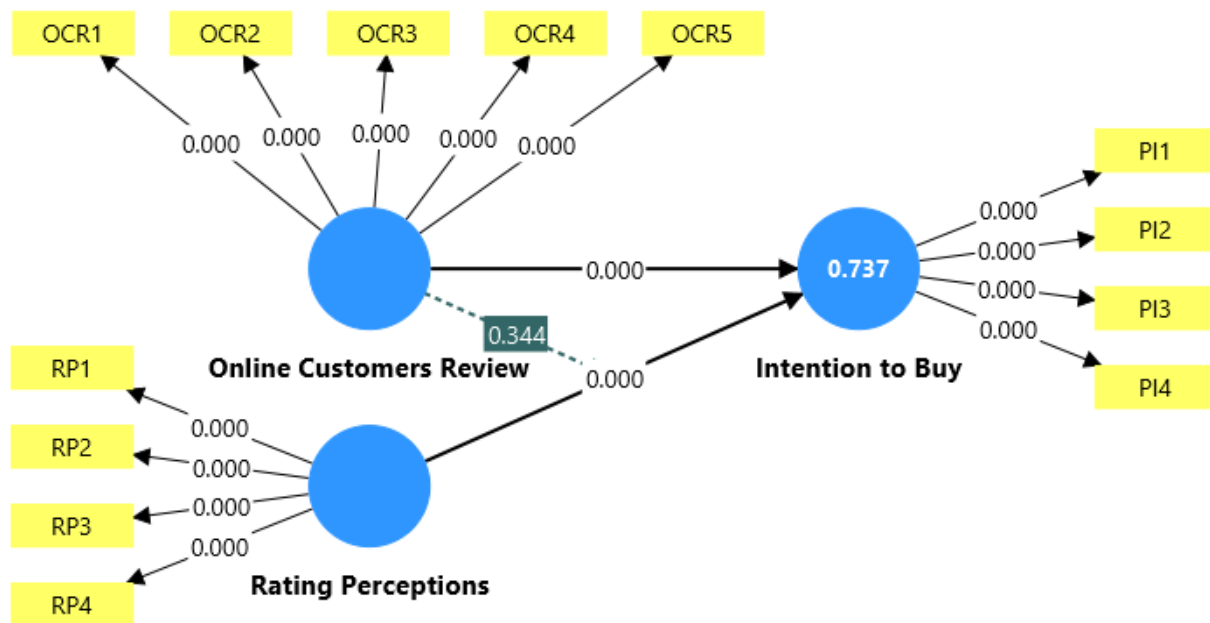 OCR1 OCR2 OCR3 OCR4 OCR5
0.000 0.000 0.000 0.000 0.000
PI1
0.000
PI2
0.000
0.000 0.737
0.000
PI3
0.000
0.344
Online Customers Review
0.000
Intention to Buy
PI4
RP1
0.000
RP2
0.000
0.000
RP3
0.000
Rating Perceptions
RP4